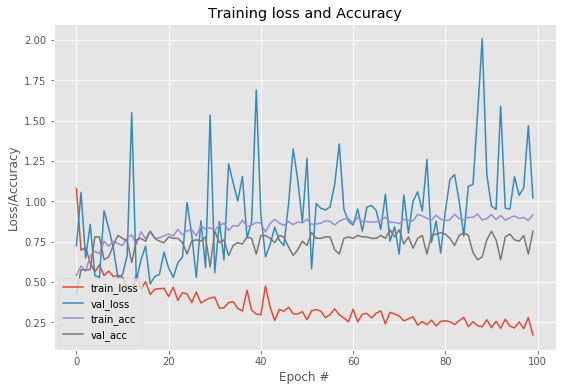 Training loss and Accuracy
Loss/Accuracy
2.00
1.75
1.50
1.25
1.00
0.75
0.50
0.25
train_loss
val_loss
train_acc
val_acc
0
20
40
60
80
100
Epoch #